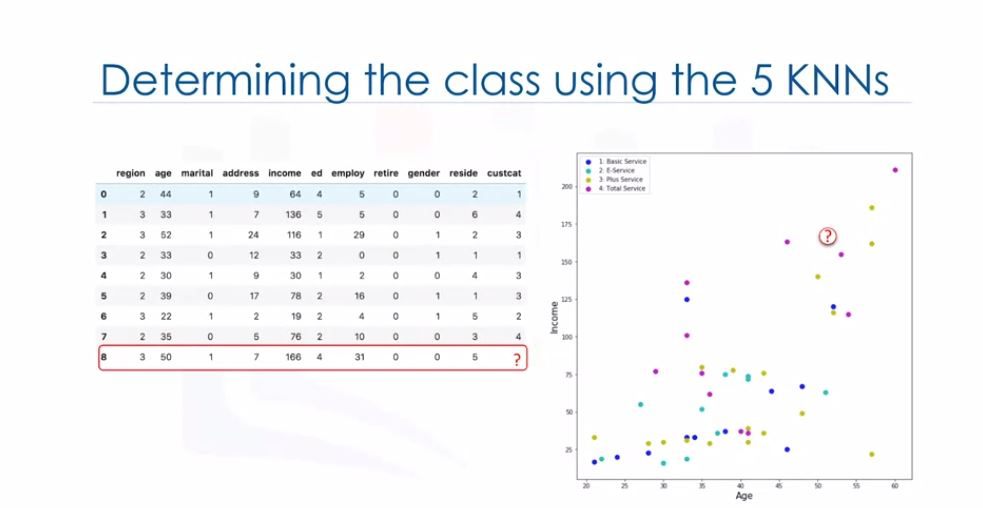 Determining the class using the 5 KNNs
region age marital address income ed employ retire gender reside custcat
0 2 44 1 9 64 4 5 0 0 2 1
1 3 33 1 7 136 5 5 0 0 6 4
2 3 52 1 24 116 1 29 0 1 2 3
3 2 33 0 12 33 2 0 0 1 1 1
4 2 30 1 9 30 1 2 0 0 4 3
5 2 39 0 17 78 2 16 0 1 1 3
6 3 22 1 2 19 2 4 0 1 5 2
7 2 35 0 5 76 2 10 0 0 3 4
8 3 50 1 7 166 4 31 0 0 5 ?
1: Basic Service
2: E-Service
3: Plus Service
4: Total Service
?
Income
200
175
150
125
100
75
50
25
20 25 30 35 40 45 50 55 60
Age